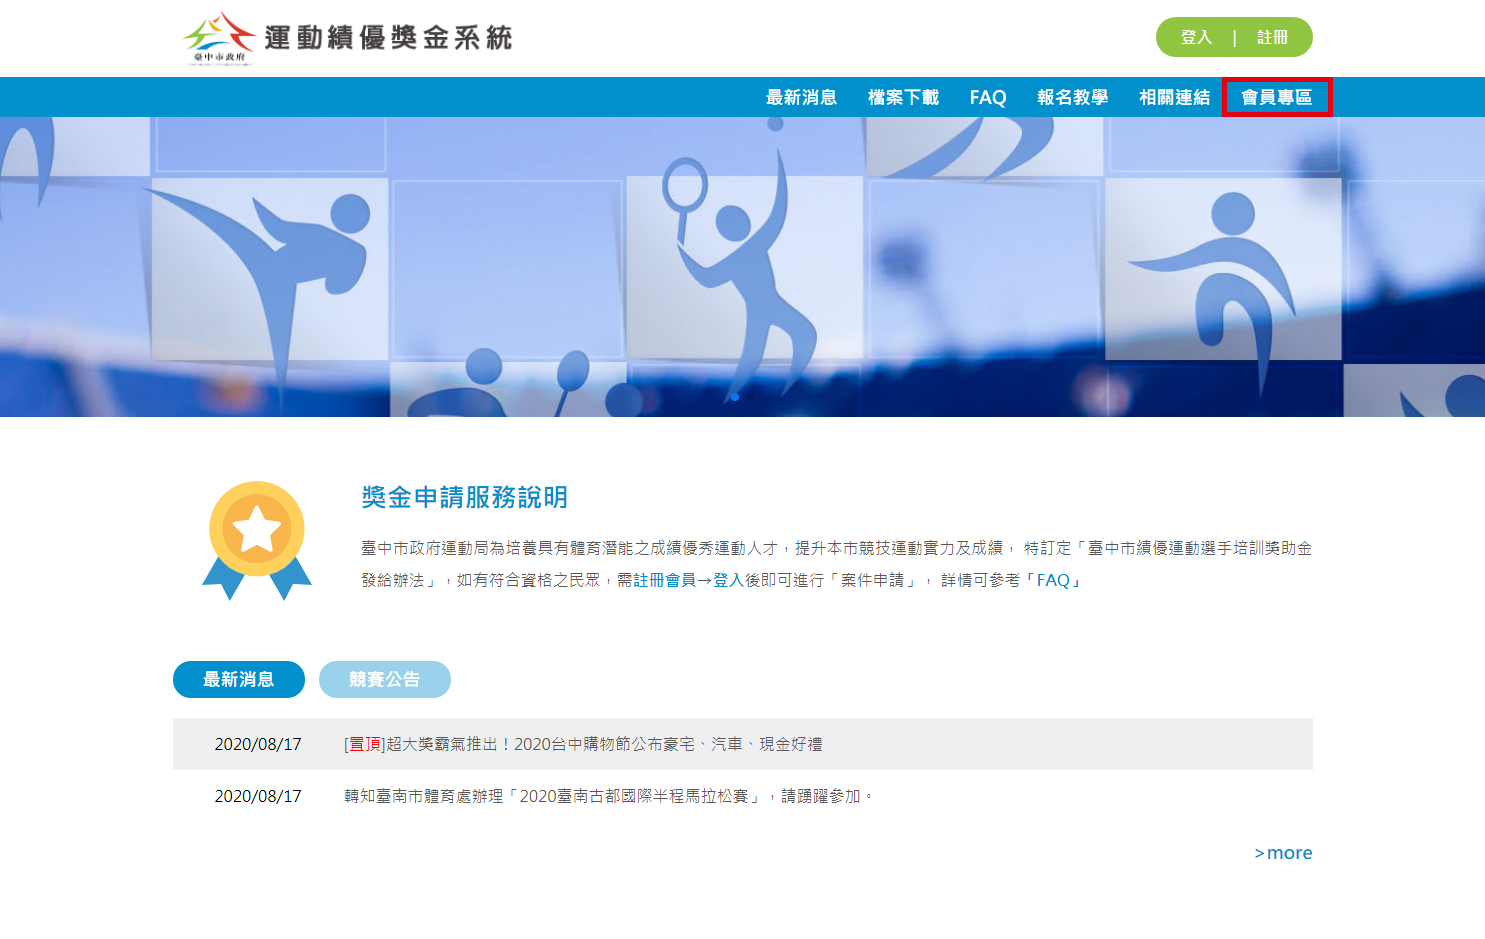 臺中市政府
運動績優獎金系統
登入 | 註冊
最新消息 檔案下載 FAQ 報名教學 相關連結 會員專區
獎金申請服務說明
臺中市政府運動局為培養具有體育潛能之成績優秀運動人才,提升本市競技運動實力及成績, 特訂定「臺中市績優運動選手培訓獎助金
發給辦法」,如有符合資格之民眾,需註冊會員→登入後即可進行「案件申請」, 詳情可參考「FAQ」
最新消息 競賽公告
2020/08/17 [置頂]超大獎霸氣推出!2020台中購物節公布豪宅、汽車、現金好禮
2020/08/17 轉知臺南市體育處辦理「2020臺南古都國際半程馬拉松賽」,請踴躍參加。
>more